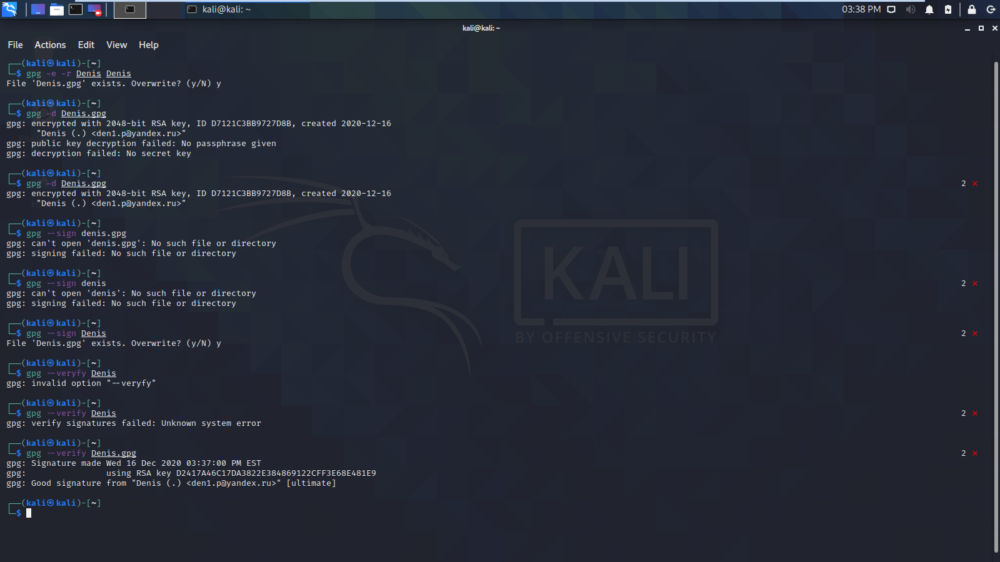 kali@kali: ~
03:38 PM
kali@kali: ~
File Actions Edit View Help
┌──(kali㉿kali)-[~]
└─$ gpg -e -r Denis Denis
File 'Denis.gpg' exists. Overwrite? (y/N) y
┌──(kali㉿kali)-[~]
└─$ gpg -d Denis.gpg
gpg: encrypted with 2048-bit RSA key, ID D7121C3BB9727D8B, created 2020-12-16
"Denis (.) <den1.p@yandex.ru>"
gpg: public key decryption failed: No passphrase given
gpg: decryption failed: No secret key
┌──(kali㉿kali)-[~]
└─$ gpg -d Denis.gpg 2 ⨯
gpg: encrypted with 2048-bit RSA key, ID D7121C3BB9727D8B, created 2020-12-16
"Denis (.) <den1.p@yandex.ru>"
┌──(kali㉿kali)-[~]
└─$ gpg --sign denis.gpg
gpg: can't open 'denis.gpg': No such file or directory
gpg: signing failed: No such file or directory
┌──(kali㉿kali)-[~]
└─$ gpg --sign denis 2 ⨯
gpg: can't open 'denis': No such file or directory
gpg: signing failed: No such file or directory
┌──(kali㉿kali)-[~]
└─$ gpg --sign Denis 2 ⨯
File 'Denis.gpg' exists. Overwrite? (y/N) y
┌──(kali㉿kali)-[~]
└─$ gpg --veryfy Denis
gpg: invalid option "--veryfy"
┌──(kali㉿kali)-[~]
└─$ gpg --verify Denis 2 ⨯
gpg: verify signatures failed: Unknown system error
┌──(kali㉿kali)-[~]
└─$ gpg --verify Denis.gpg 2 ⨯
gpg: Signature made Wed 16 Dec 2020 03:37:00 PM EST
gpg: using RSA key D2417A46C17DA3822E384869122CFF3E68E481E9
gpg: Good signature from "Denis (.) <den1.p@yandex.ru>" [ultimate]
┌──(kali㉿kali)-[~]
└─$
KALI
BY OFFENSIVE SECURITY